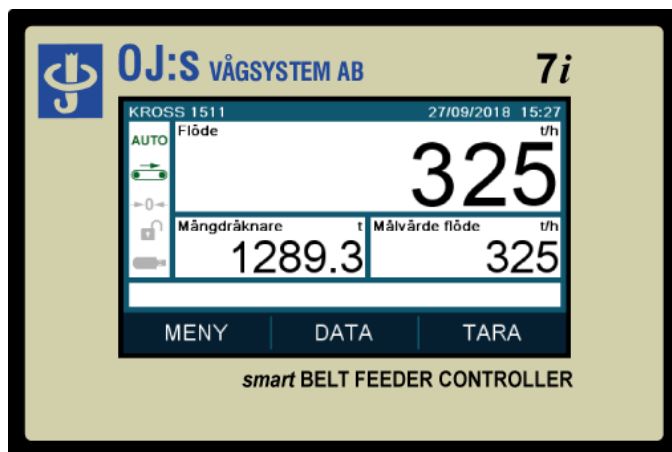 OJ:S VÅGSYSTEM AB 7i
KROSS 1511 27/09/2018 15:27
AUTO Flöde t/h
325
→0←
Mängdräknare t Målvärde flöde t/h
1289.3 325
MENY DATA TARA
smart BELT FEEDER CONTROLLER